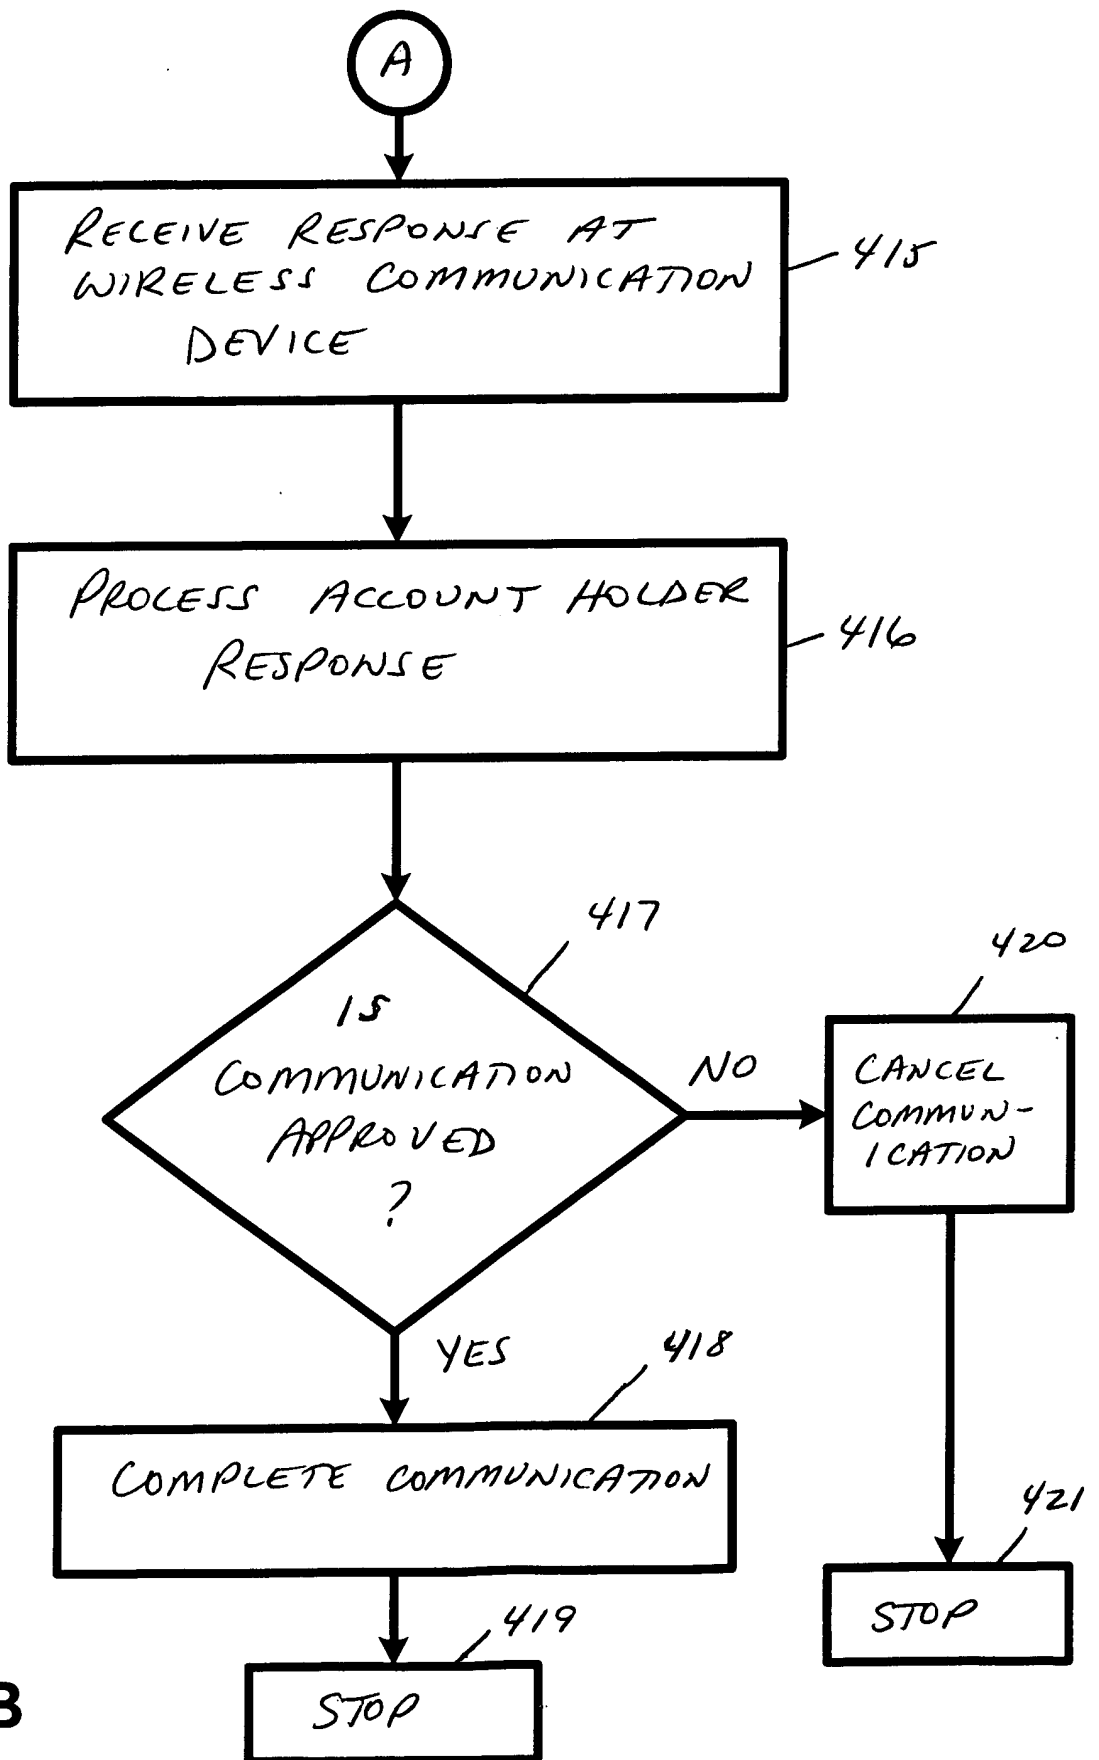 A
RECEIVE RESPONSE AT
WIRELESS COMMUNICATION
DEVICE
415
PROCESS ACCOUNT HOLDER
RESPONSE
416
417
IS
COMMUNICATION
APPROVED
?
NO
420
CANCEL
COMMUN-
ICATION
YES
418
COMPLETE COMMUNICATION
421
STOP
419
STOP
B